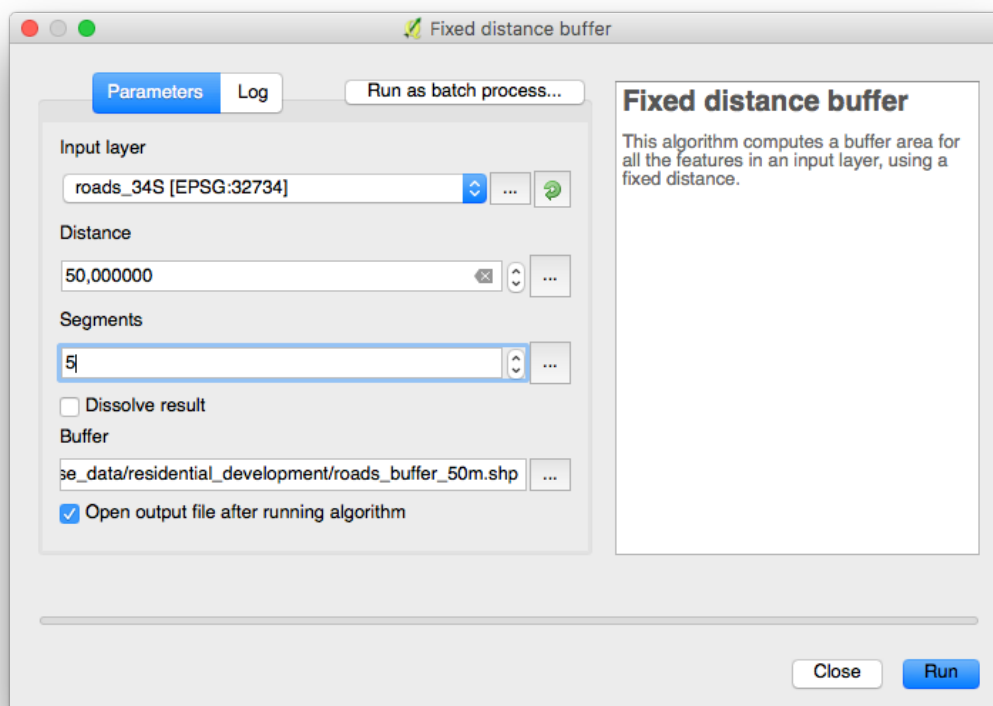 Fixed distance buffer
Parameters
Log
Run as batch process...
Input layer
roads_34S [EPSG:32734]
...
Distance
50,000000
...
Segments
5
...
Dissolve result
Buffer
se_data/residential_development/roads_buffer_50m.shp
...
Open output file after running algorithm
Fixed distance buffer
This algorithm computes a buffer area for
all the features in an input layer, using a
fixed distance.
Close
Run